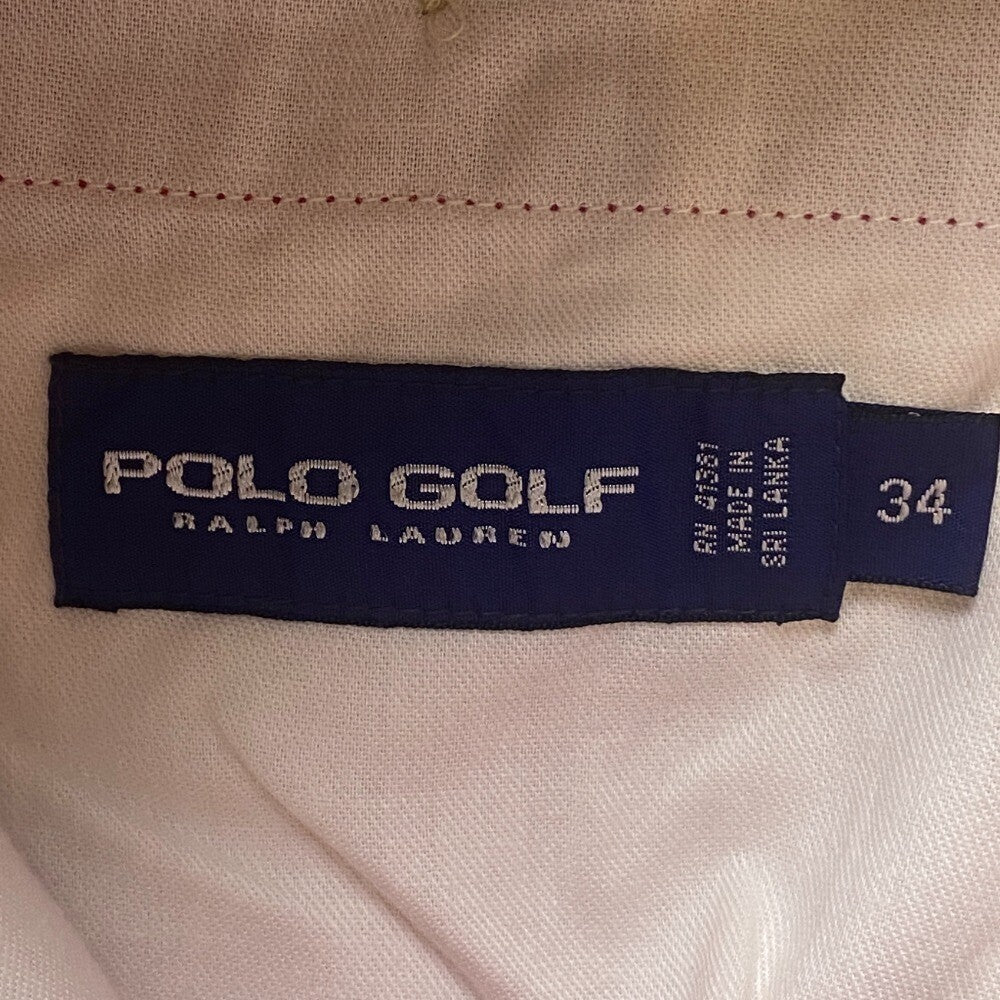 POLO GOLF
RALPH LAUREN
RN 41381
MADE IN
SRI LANKA
34